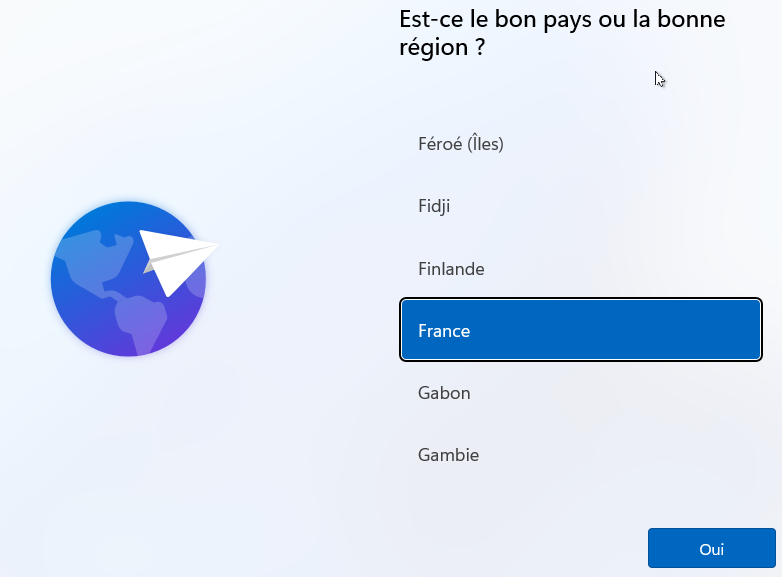 Est-ce le bon pays ou la bonne
région ?
Féroé (Îles)
Fidji
Finlande
France
Gabon
Gambie
Oui